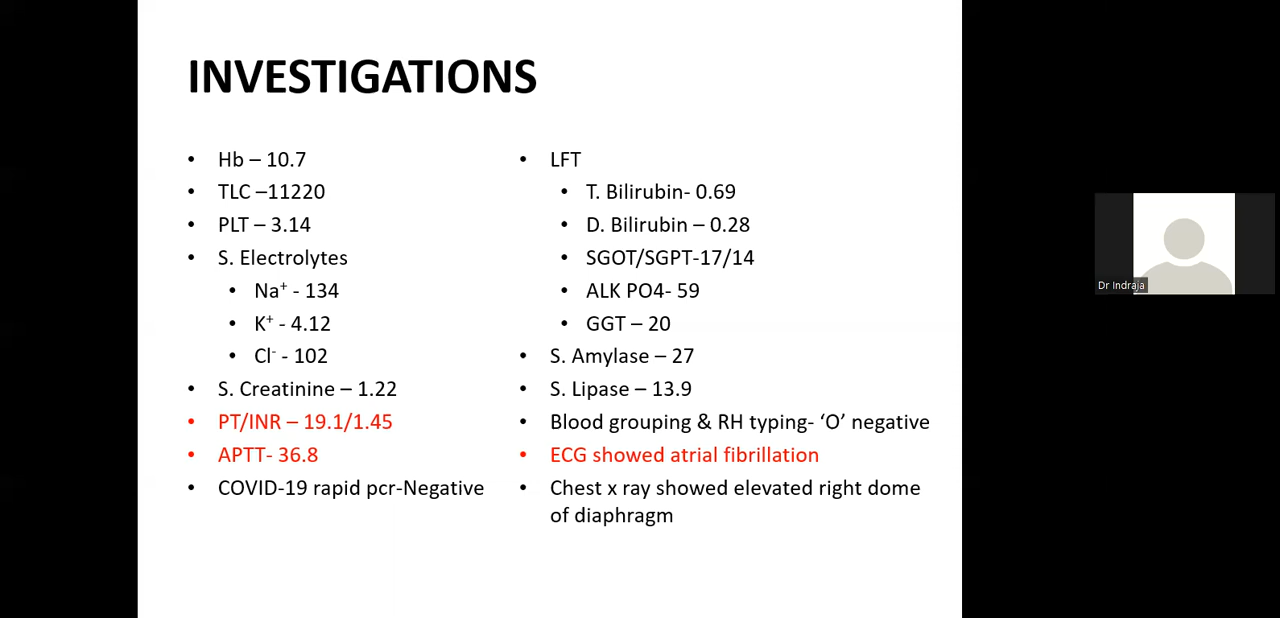 INVESTIGATIONS
• Hb – 10.7
• TLC –11220
• PLT – 3.14
• S. Electrolytes
• Na⁺ - 134
• K⁺ - 4.12
• Cl⁻ - 102
• S. Creatinine – 1.22
• PT/INR – 19.1/1.45
• APTT- 36.8
• COVID-19 rapid pcr-Negative
• LFT
• T. Bilirubin- 0.69
• D. Bilirubin – 0.28
• SGOT/SGPT-17/14
• ALK PO4- 59
• GGT – 20
• S. Amylase – 27
• S. Lipase – 13.9
• Blood grouping & RH typing- ‘O’ negative
• ECG showed atrial fibrillation
• Chest x ray showed elevated right dome
of diaphragm
Dr Indraja